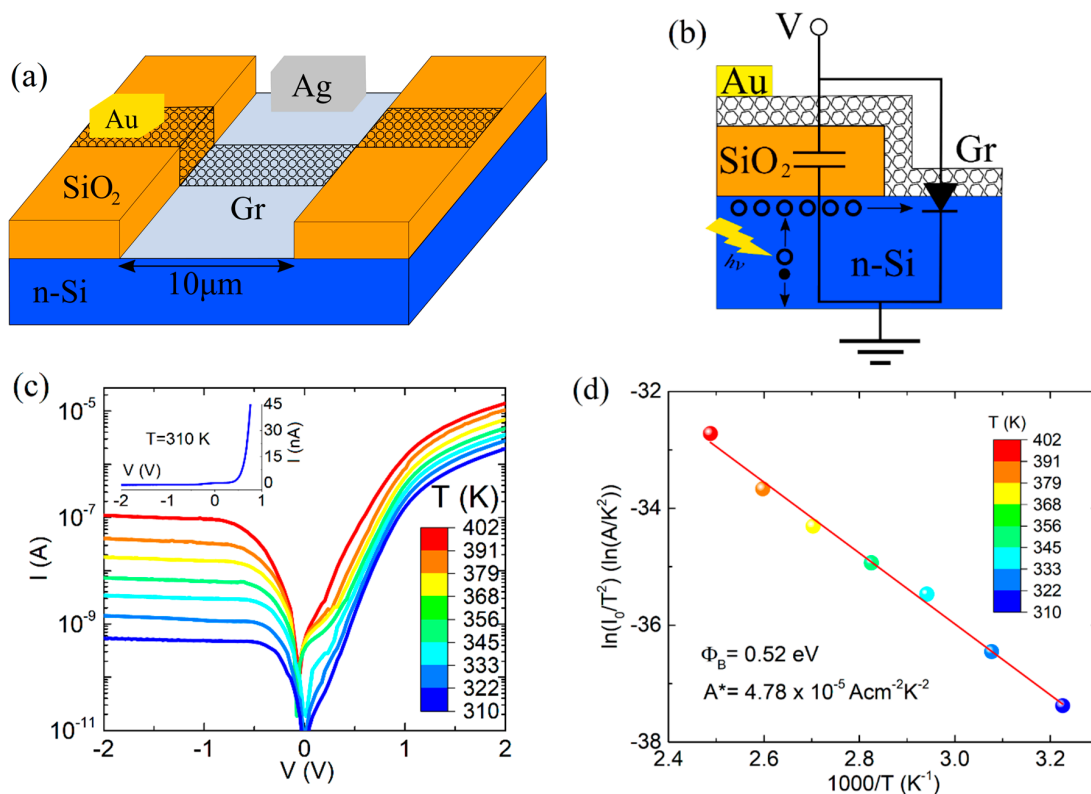 (a)
Ag
Au
SiO₂
Gr
10μm
n-Si
(b)
V
Au
SiO₂
Gr
hν
n-Si
(c)
10⁻⁵
10⁻⁷
10⁻⁹
10⁻¹¹
I (A)
-2 -1 0 1 2
V (V)
T=310 K
V (V)
-2 -1 0 1
45
30
15
0
I (nA)
T (K)
402
391
379
368
356
345
333
322
310
(d)
-32
-34
-36
-38
ln(I₀/T²) (ln(A/K²))
2.4 2.6 2.8 3.0 3.2
1000/T (K⁻¹)
T (K)
402
391
379
368
356
345
333
310
Φ_B = 0.52 eV
A*= 4.78 x 10⁻⁵ Acm⁻²K⁻²